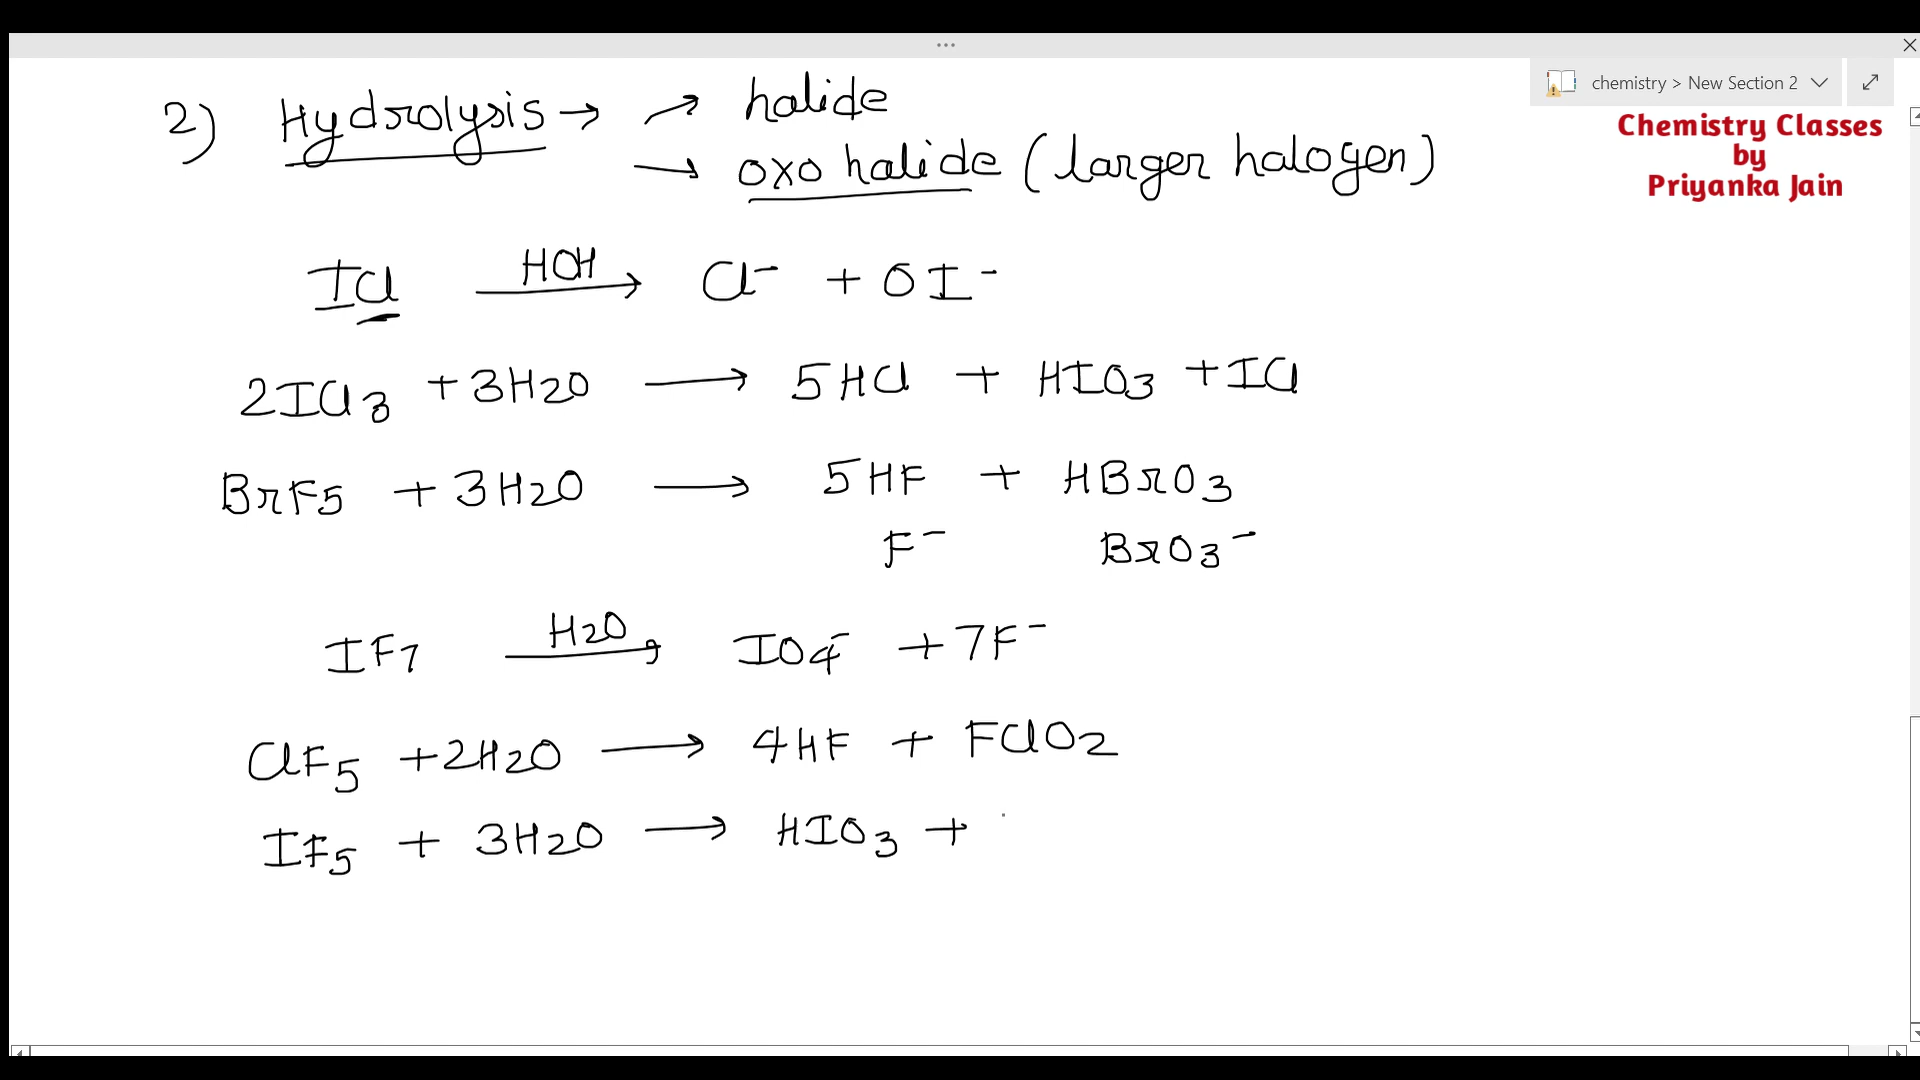 chemistry > New Section 2
Chemistry Classes
by
Priyanka Jain
2) Hydrolysis → ↗ halide
→ oxo halide (larger halogen)
ICl —HOH→ Cl⁻ + OI⁻
2ICl₃ + 3H₂O → 5HCl + HIO₃ + ICl
BrF₅ + 3H₂O → 5HF + HBrO₃
F⁻ BrO₃⁻
IF₇ —H₂O→ IO₄⁻ + 7F⁻
ClF₅ + 2H₂O → 4HF + FClO₂
IF₅ + 3H₂O → HIO₃ +